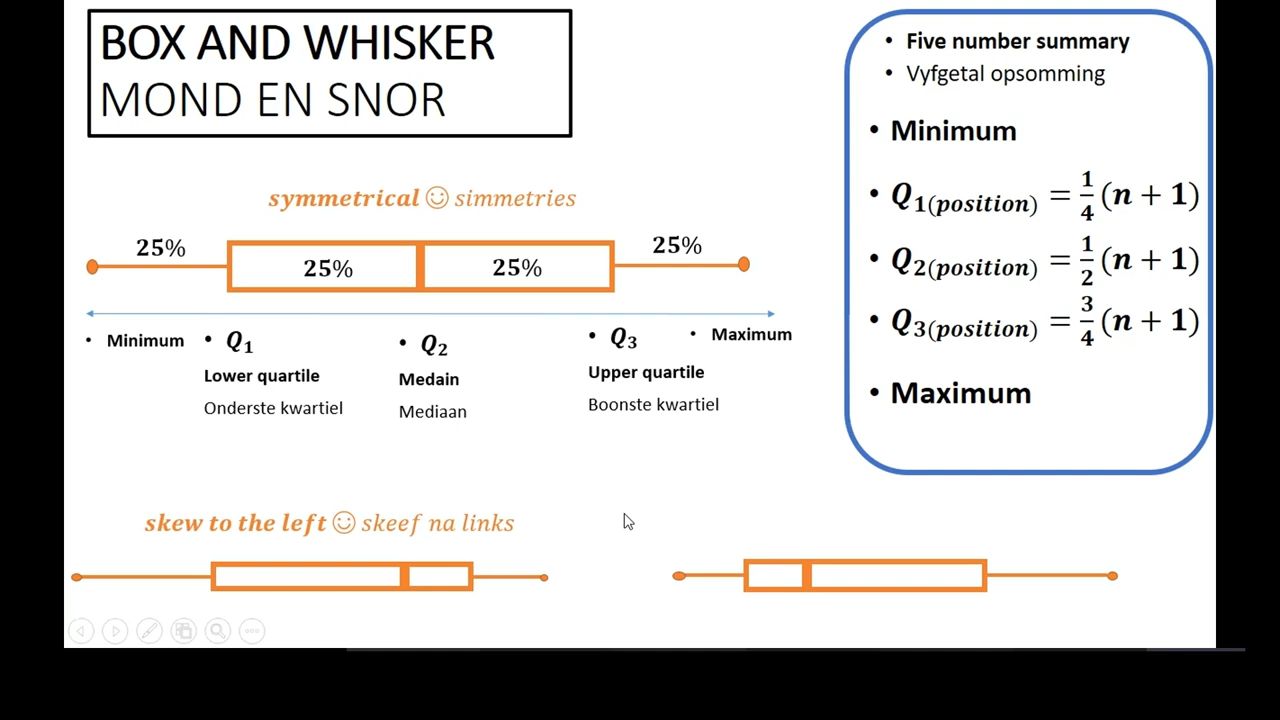 BOX AND WHISKER
MOND EN SNOR
symmetrical ☺ simmetries
25%
25%
25%
25%
• Minimum
• Q₁
Lower quartile
Onderste kwartiel
• Q₂
Medain
Mediaan
• Q₃
Upper quartile
Boonste kwartiel
• Maximum
skew to the left ☺ skeef na links
• Five number summary
• Vyfgetal opsomming
• Minimum
• Q₁₍position₎ = 1/4 (n + 1)
• Q₂₍position₎ = 1/2 (n + 1)
• Q₃₍position₎ = 3/4 (n + 1)
• Maximum